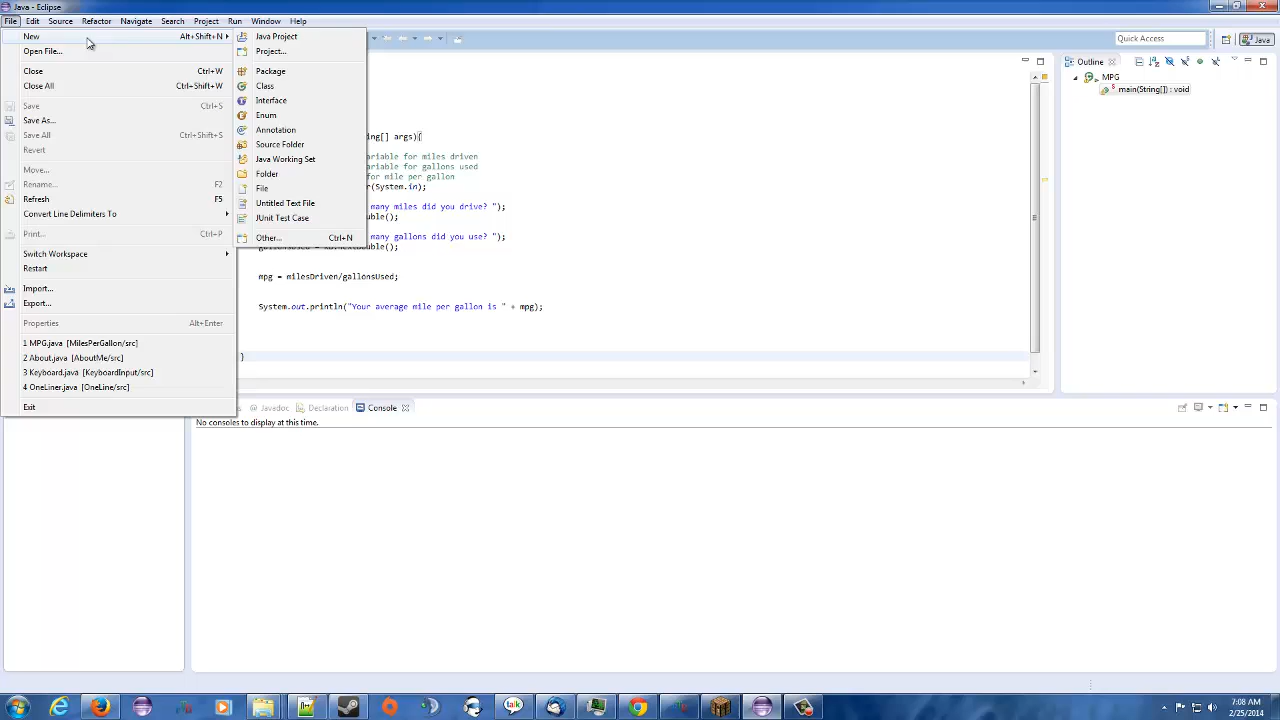 Java - Eclipse
File Edit Source Refactor Navigate Search Project Run Window Help
New Alt+Shift+N
Open File...
Close Ctrl+W
Close All Ctrl+Shift+W
Save Ctrl+S
Save As...
Save All Ctrl+Shift+S
Revert
Move...
Rename... F2
Refresh F5
Convert Line Delimiters To
Print... Ctrl+P
Switch Workspace
Restart
Import...
Export...
Properties Alt+Enter
1 MPG.java [MilesPerGallon/src]
2 About.java [AboutMe/src]
3 Keyboard.java [KeyboardInput/src]
4 OneLiner.java [OneLine/src]
Exit
Java Project
Project...
Package
Class
Interface
Enum
Annotation
Source Folder
Java Working Set
Folder
File
Untitled Text File
JUnit Test Case
Other... Ctrl+N
Quick Access
Java
Outline
MPG
main(String[]) : void
ing[] args){
ariable for miles driven
ariable for gallons used
for mile per gallon
r(System.in);
many miles did you drive? ");
uble();
many gallons did you use? ");
uble();
mpg = milesDriven/gallonsUsed;
System.out.println("Your average mile per gallon is " + mpg);
}
s @ Javadoc Declaration Console
No consoles to display at this time.
talk
7:08 AM
2/25/2014